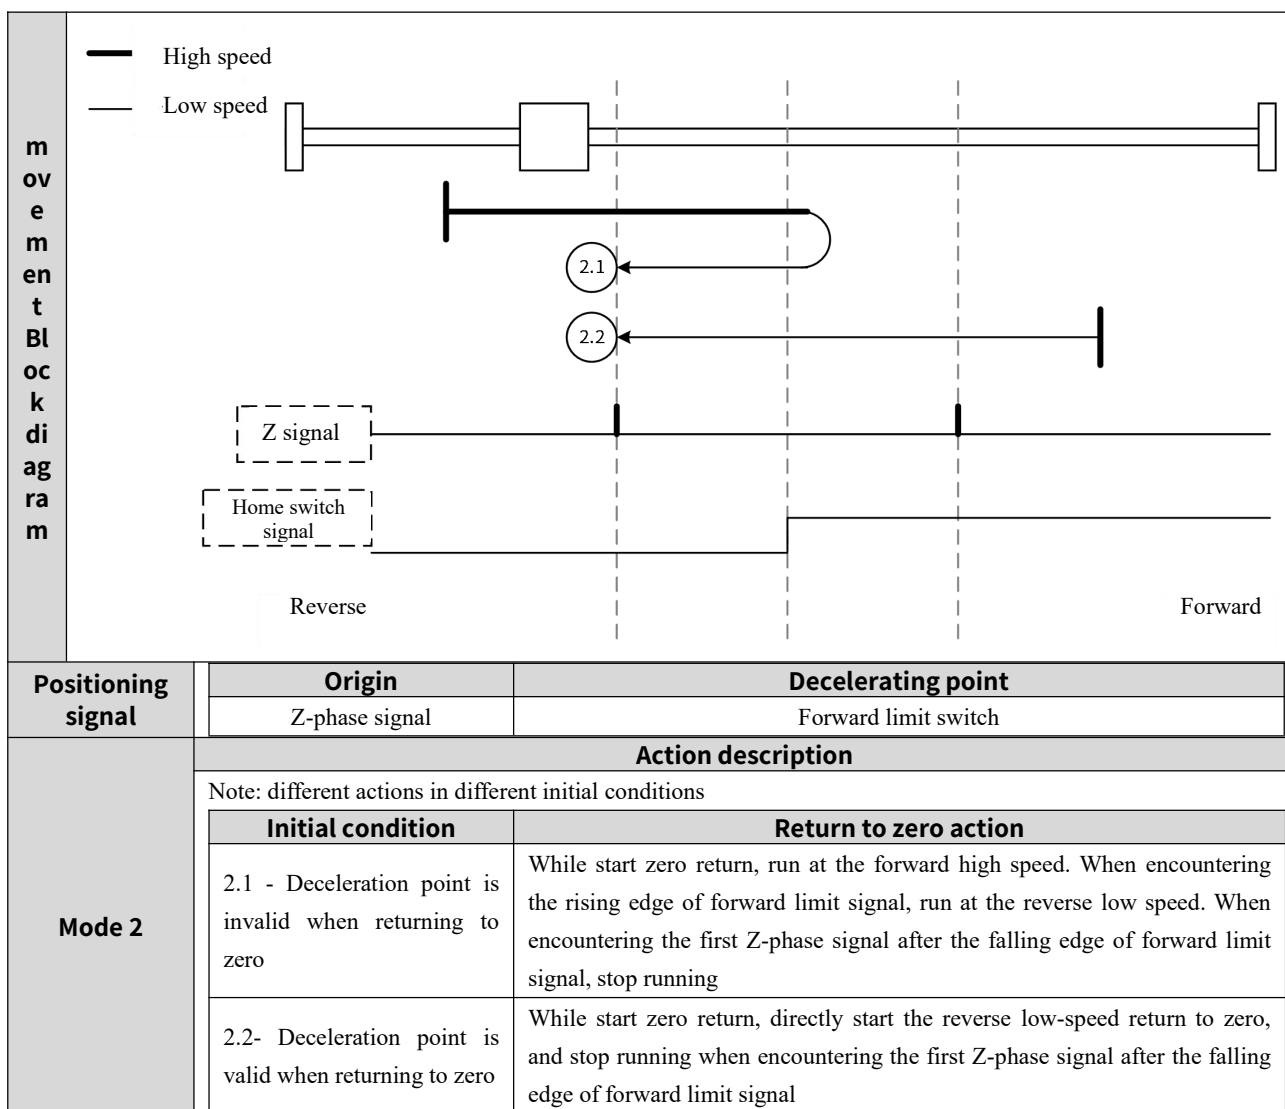 High speed
Low speed
m
ov
e
m
en
t
Bl
oc
k
di
ag
ra
m
2.1
2.2
Z signal
Home switch
signal
Reverse
Forward
Positioning
signal
Origin
Decelerating point
Z-phase signal
Forward limit switch
Mode 2
Action description
Note: different actions in different initial conditions
Initial condition
Return to zero action
2.1 - Deceleration point is
invalid when returning to
zero
While start zero return, run at the forward high speed. When encountering
the rising edge of forward limit signal, run at the reverse low speed. When
encountering the first Z-phase signal after the falling edge of forward limit
signal, stop running
2.2- Deceleration point is
valid when returning to zero
While start zero return, directly start the reverse low-speed return to zero,
and stop running when encountering the first Z-phase signal after the falling
edge of forward limit signal